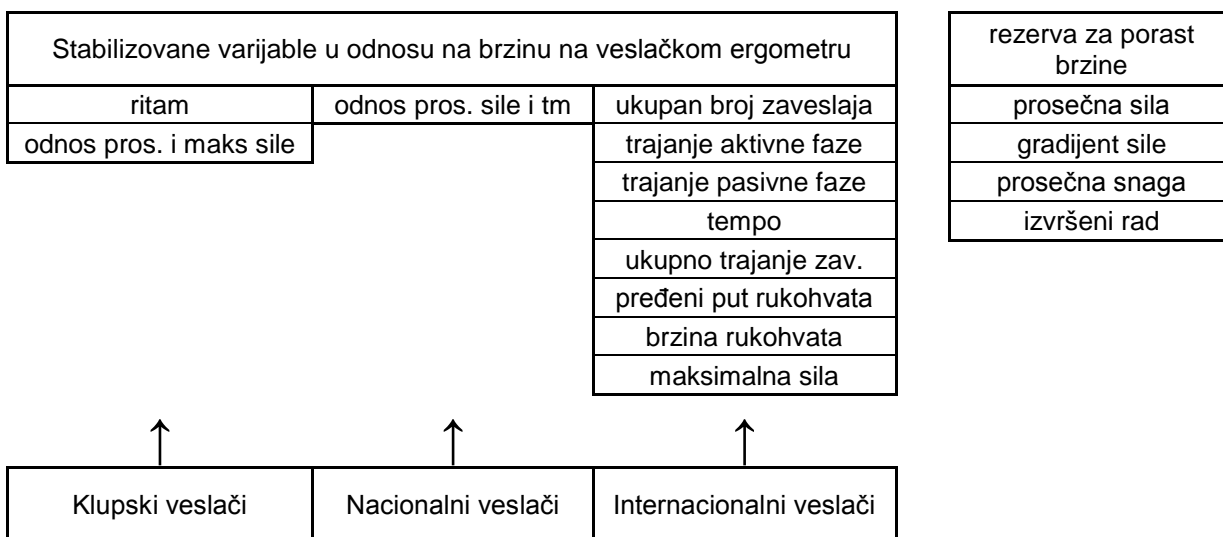 Stabilizovane varijable u odnosu na brzinu na veslačkom ergometru
rezerva za porast
brzine
ritam
odnos pros. sile i tm
ukupan broj zaveslaja
prosečna sila
odnos pros. i maks sile
trajanje aktivne faze
gradijent sile
trajanje pasivne faze
prosečna snaga
tempo
izvršeni rad
ukupno trajanje zav.
pređeni put rukohvata
brzina rukohvata
maksimalna sila
Klupski veslači
Nacionalni veslači
Internacionalni veslači